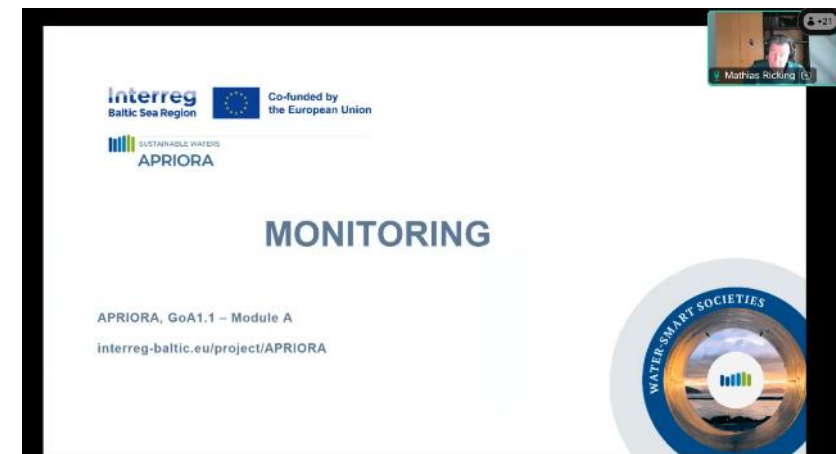 +21
Mathias Ricking
Interreg
Baltic Sea Region
Co-funded by
the European Union
SUSTAINABLE WATERS
APRIORA
MONITORING
APRIORA, GoA1.1 – Module A
interreg-baltic.eu/project/APRIORA
WATER-SMART SOCIETIES